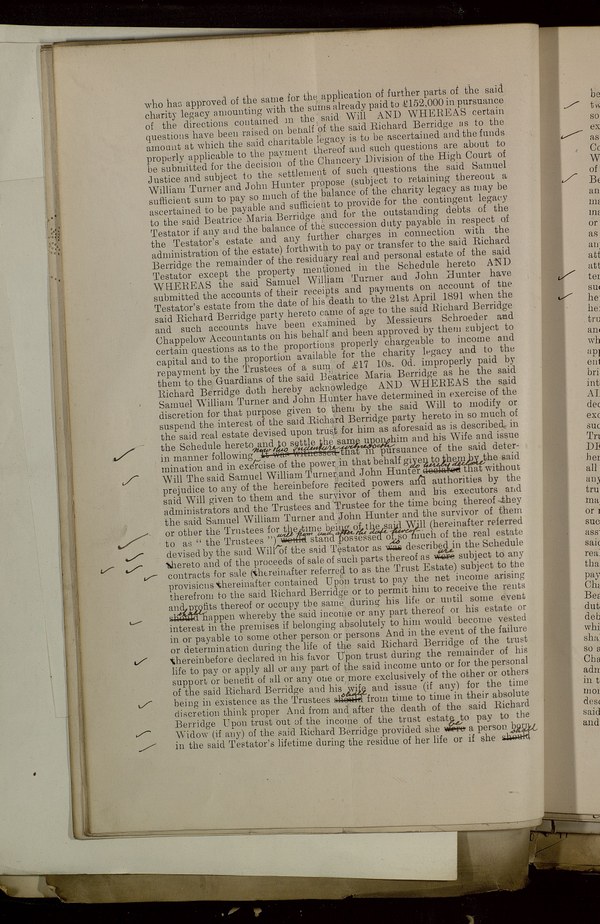 who has approved of the same for the application of further parts of the said
charity legacy amounting with the sums already paid to £152,000 in pursuance
of the directions contained in the said Will AND WHEREAS certain
questions have been raised on behalf of the said Richard Berridge as to the
amount at which the said charitable legacy is to be ascertained and the funds
properly applicable to the payment thereof and such questions are about to
be submitted for the decision of the Chancery Division of the High Court of
Justice and subject to the settlement of such questions the said Samuel
William Turner and John Hunter propose (subject to retaining thereout a
sufficient sum to pay so much of the balance of the charity legacy as may be
ascertained to be payable and sufficient to provide for the contingent legacy
to the said Beatrice Maria Berridge and for the outstanding debts of the
Testator if any and the balance of the succession duty payable in respect of
the Testator's estate and any further charges in connection with the
administration of the estate) forthwith to pay or transfer to the said Richard
Berridge the remainder of the residuary real and personal estate of the said
Testator except the property mentioned in the Schedule hereto AND
WHEREAS the said Samuel William Turner and John Hunter have
submitted the accounts of their receipts and payments on account of the
Testator's estate from the date of his death to the 21st April 1891 when the
said Richard Berridge party hereto came of age to the said Richard Berridge
and such accounts have been examined by Messieurs Schroeder and
Chappelow Accountants on his behalf and been approved by them subject to
certain questions as to the proportions properly chargeable to income and
capital and to the proportion available for the charity legacy and to the
repayment by the Trustees of a sum of £17 10s. 0d. improperly paid by
them to the Guardians of the said Beatrice Maria Berridge as he the said
Richard Berridge doth hereby acknowledge AND WHEREAS the said
Samuel William Turner and John Hunter have determined in exercise of the
discretion for that purpose given to them by the said Will to modify or
suspend the interest of the said Richard Berridge party hereto in so much of
the said real estate devised upon trust for him as aforesaid as is described in
the Schedule hereto and to settle the same upon him and his Wife and issue
now this Indenture witnesseth
in manner following it was witnessed that in pursuance of the said deter-
mination and in exercise of the power in that behalf given to them by the said
do hereby declare
Will The said Samuel William Turner and John Hunter declared that without
prejudice to any of the hereinbefore recited powers and authorities by the
said Will given to them and the survivor of them and his executors and
administrators and the Trustees and Trustee for the time being thereof they
the said Samuel William Turner and John Hunter and the survivor of them
or other the Trustees for the time being of the said Will (hereinafter referred
to as "the Trustees") would stand possessed of so much of the real estate
is
devised by the said Will of the said Testator as was described in the Schedule
are
hereto and of the proceeds of sale of such parts thereof as were subject to any
contracts for sale (hereinafter referred to as the Trust Estate) subject to the
provisions hereinafter contained Upon trust to pay the net income arising
therefrom to the said Richard Berridge or to permit him to receive the rents
and profits thereof or occupy the same during his life or until some event
shall
should happen whereby the said income or any part thereof or his estate or
interest in the premises if belonging absolutely to him would become vested
in or payable to some other person or persons And in the event of the failure
or determination during the life of the said Richard Berridge of the trust
hereinbefore declared in his favor Upon trust during the remainder of his
life to pay or apply all or any part of the said income unto or for the personal
support or benefit of all or any one or more exclusively of the other or others
of the said Richard Berridge and his wife and issue (if any) for the time
being in existence as the Trustees should from time to time in their absolute
discretion think proper And from and after the death of the said Richard
Berridge Upon trust out of the income of the trust estate to pay to the
be
Widow (if any) of the said Richard Berridge provided she were a person born
shall
in the said Testator's lifetime during the residue of her life or if she should